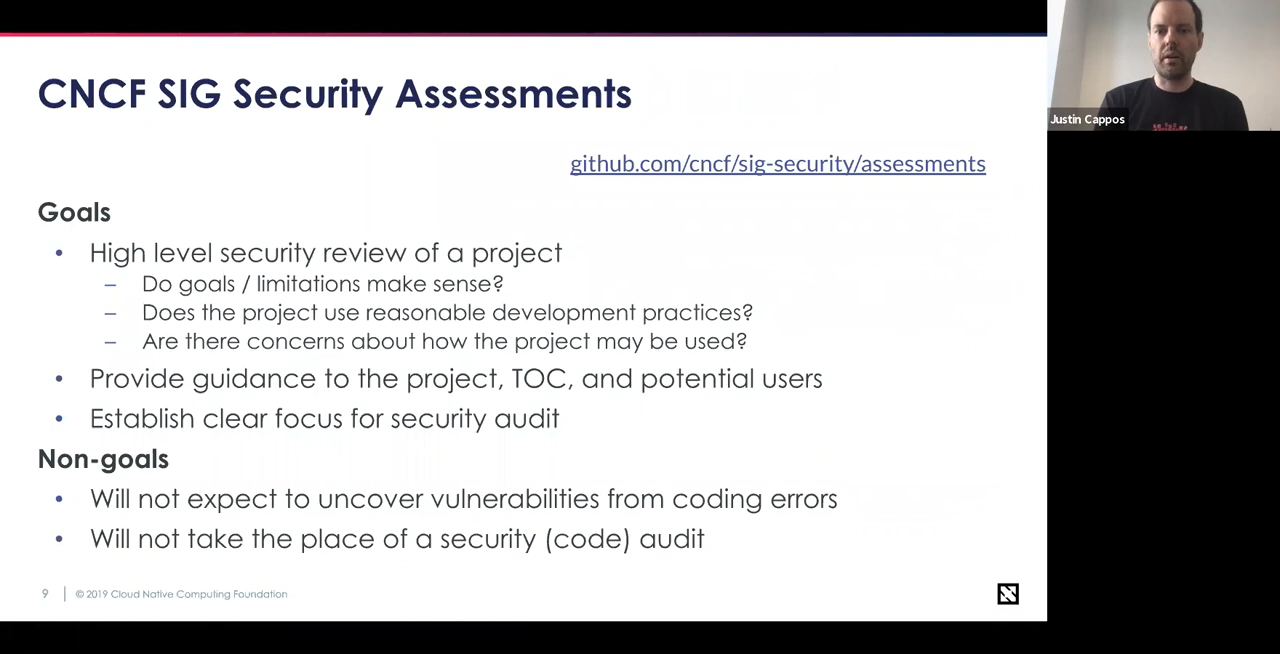 CNCF SIG Security Assessments
Justin Cappos
github.com/cncf/sig-security/assessments
Goals
• High level security review of a project
– Do goals / limitations make sense?
– Does the project use reasonable development practices?
– Are there concerns about how the project may be used?
• Provide guidance to the project, TOC, and potential users
• Establish clear focus for security audit
Non-goals
• Will not expect to uncover vulnerabilities from coding errors
• Will not take the place of a security (code) audit
9 | © 2019 Cloud Native Computing Foundation